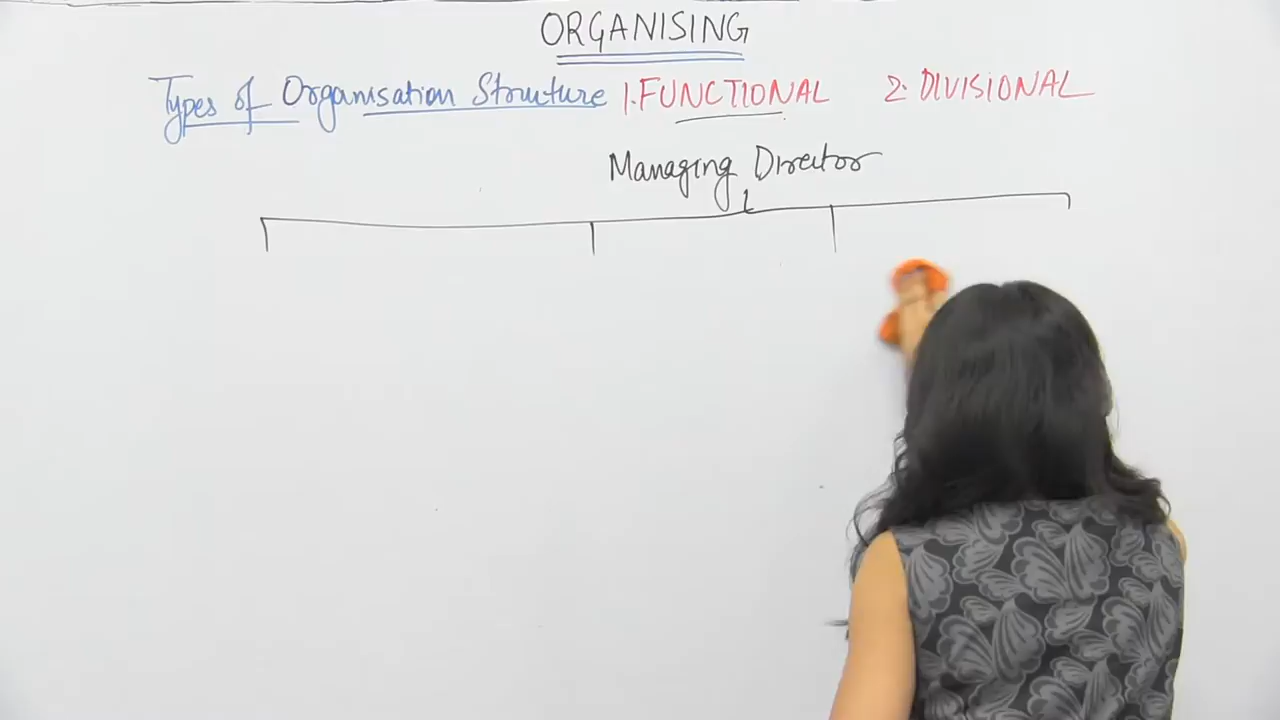 ORGANISING
Types of Organisation Structure 1. FUNCTIONAL 2. DIVISIONAL
Managing Director